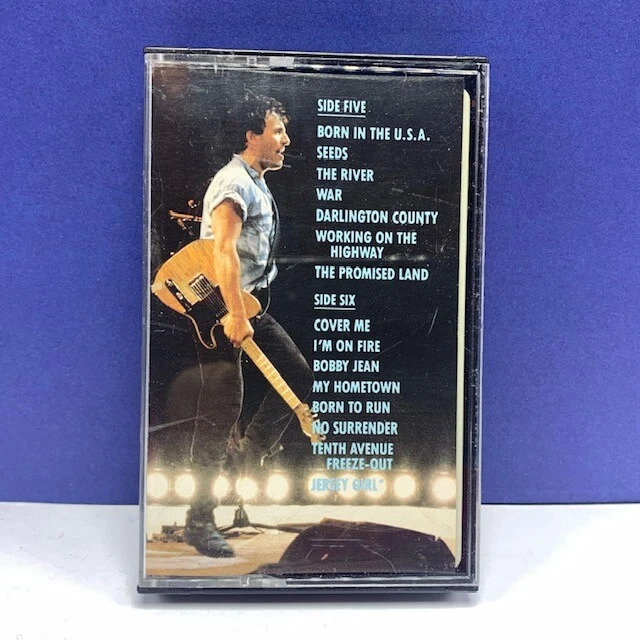 SIDE FIVE
BORN IN THE U.S.A.
SEEDS
THE RIVER
WAR
DARLINGTON COUNTY
WORKING ON THE
HIGHWAY
THE PROMISED LAND
SIDE SIX
COVER ME
I'M ON FIRE
BOBBY JEAN
MY HOMETOWN
BORN TO RUN
NO SURRENDER
TENTH AVENUE
FREEZE-OUT
JERSEY GIRL*